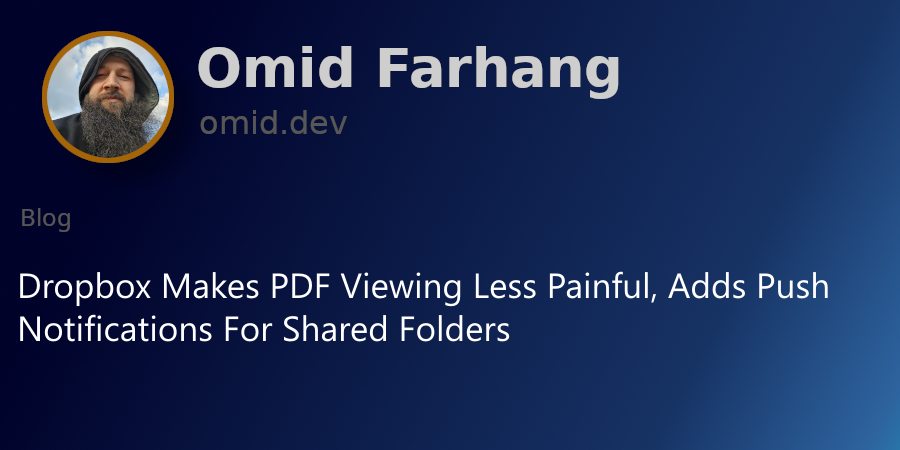 Omid Farhang
omid.dev
Blog
Dropbox Makes PDF Viewing Less Painful, Adds Push
Notifications For Shared Folders